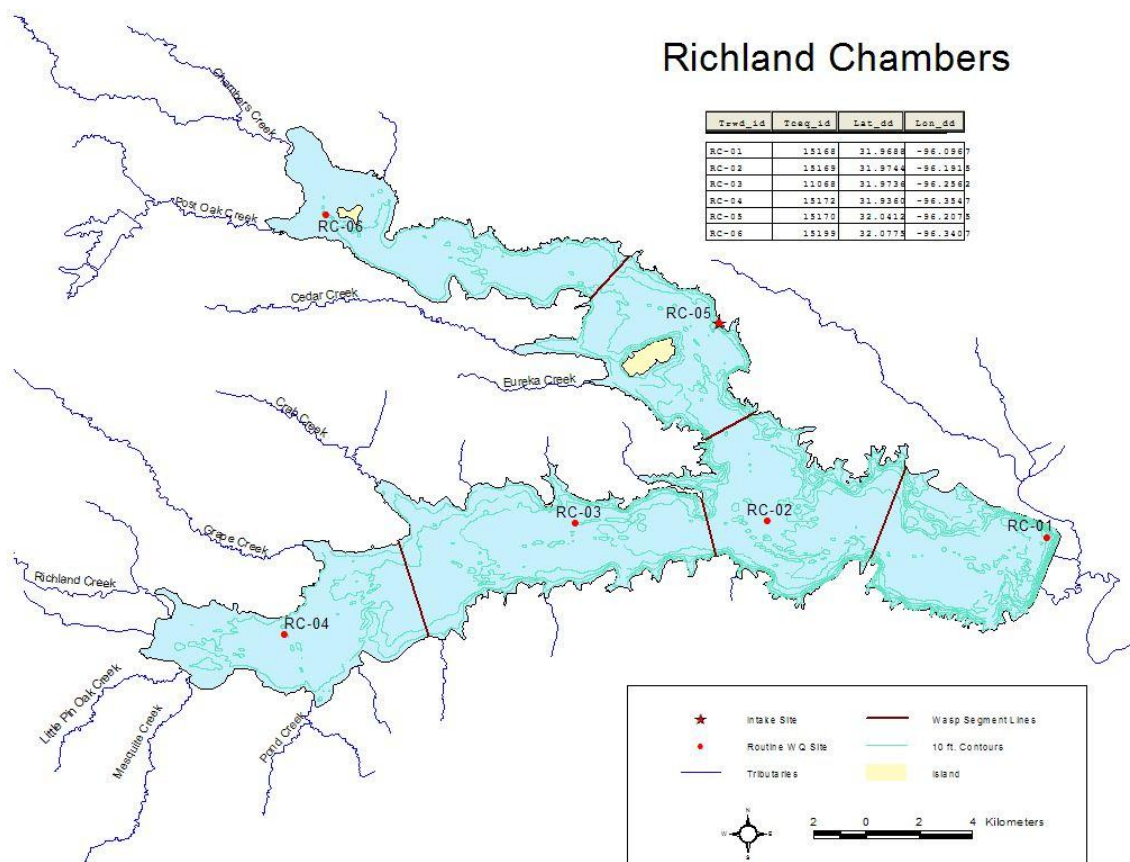 Richland Chambers
Trwd_id Tceq_id Lat_dd Lon_dd
RC-01 15168 31.9688 -96.0967
RC-02 15169 31.9744 -96.1915
RC-03 11068 31.9736 -96.2562
RC-04 15172 31.9360 -96.3547
RC-05 15170 32.0412 -96.2075
RC-06 15199 32.0775 -96.3407
Chambers Creek
Post Oak Creek
RC-06
Cedar Creek
RC-05
Eureka Creek
Crab Creek
RC-03
RC-02
RC-01
Grape Creek
Richland Creek
RC-04
Little Pin Oak Creek
Mesquite Creek
Pond Creek
Intake Site
Wasp Segment Lines
Routine WQ Site
10 ft. Contours
Tributaries
Island
N
W E
S
2 0 2 4 Kilometers